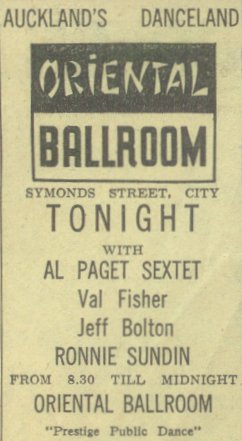 AUCKLAND'S DANCELAND
ORIENTAL
BALLROOM
SYMONDS STREET, CITY
TONIGHT
WITH
AL PAGET SEXTET
Val Fisher
Jeff Bolton
RONNIE SUNDIN
FROM 8.30 TILL MIDNIGHT
ORIENTAL BALLROOM
"Prestige Public Dance"